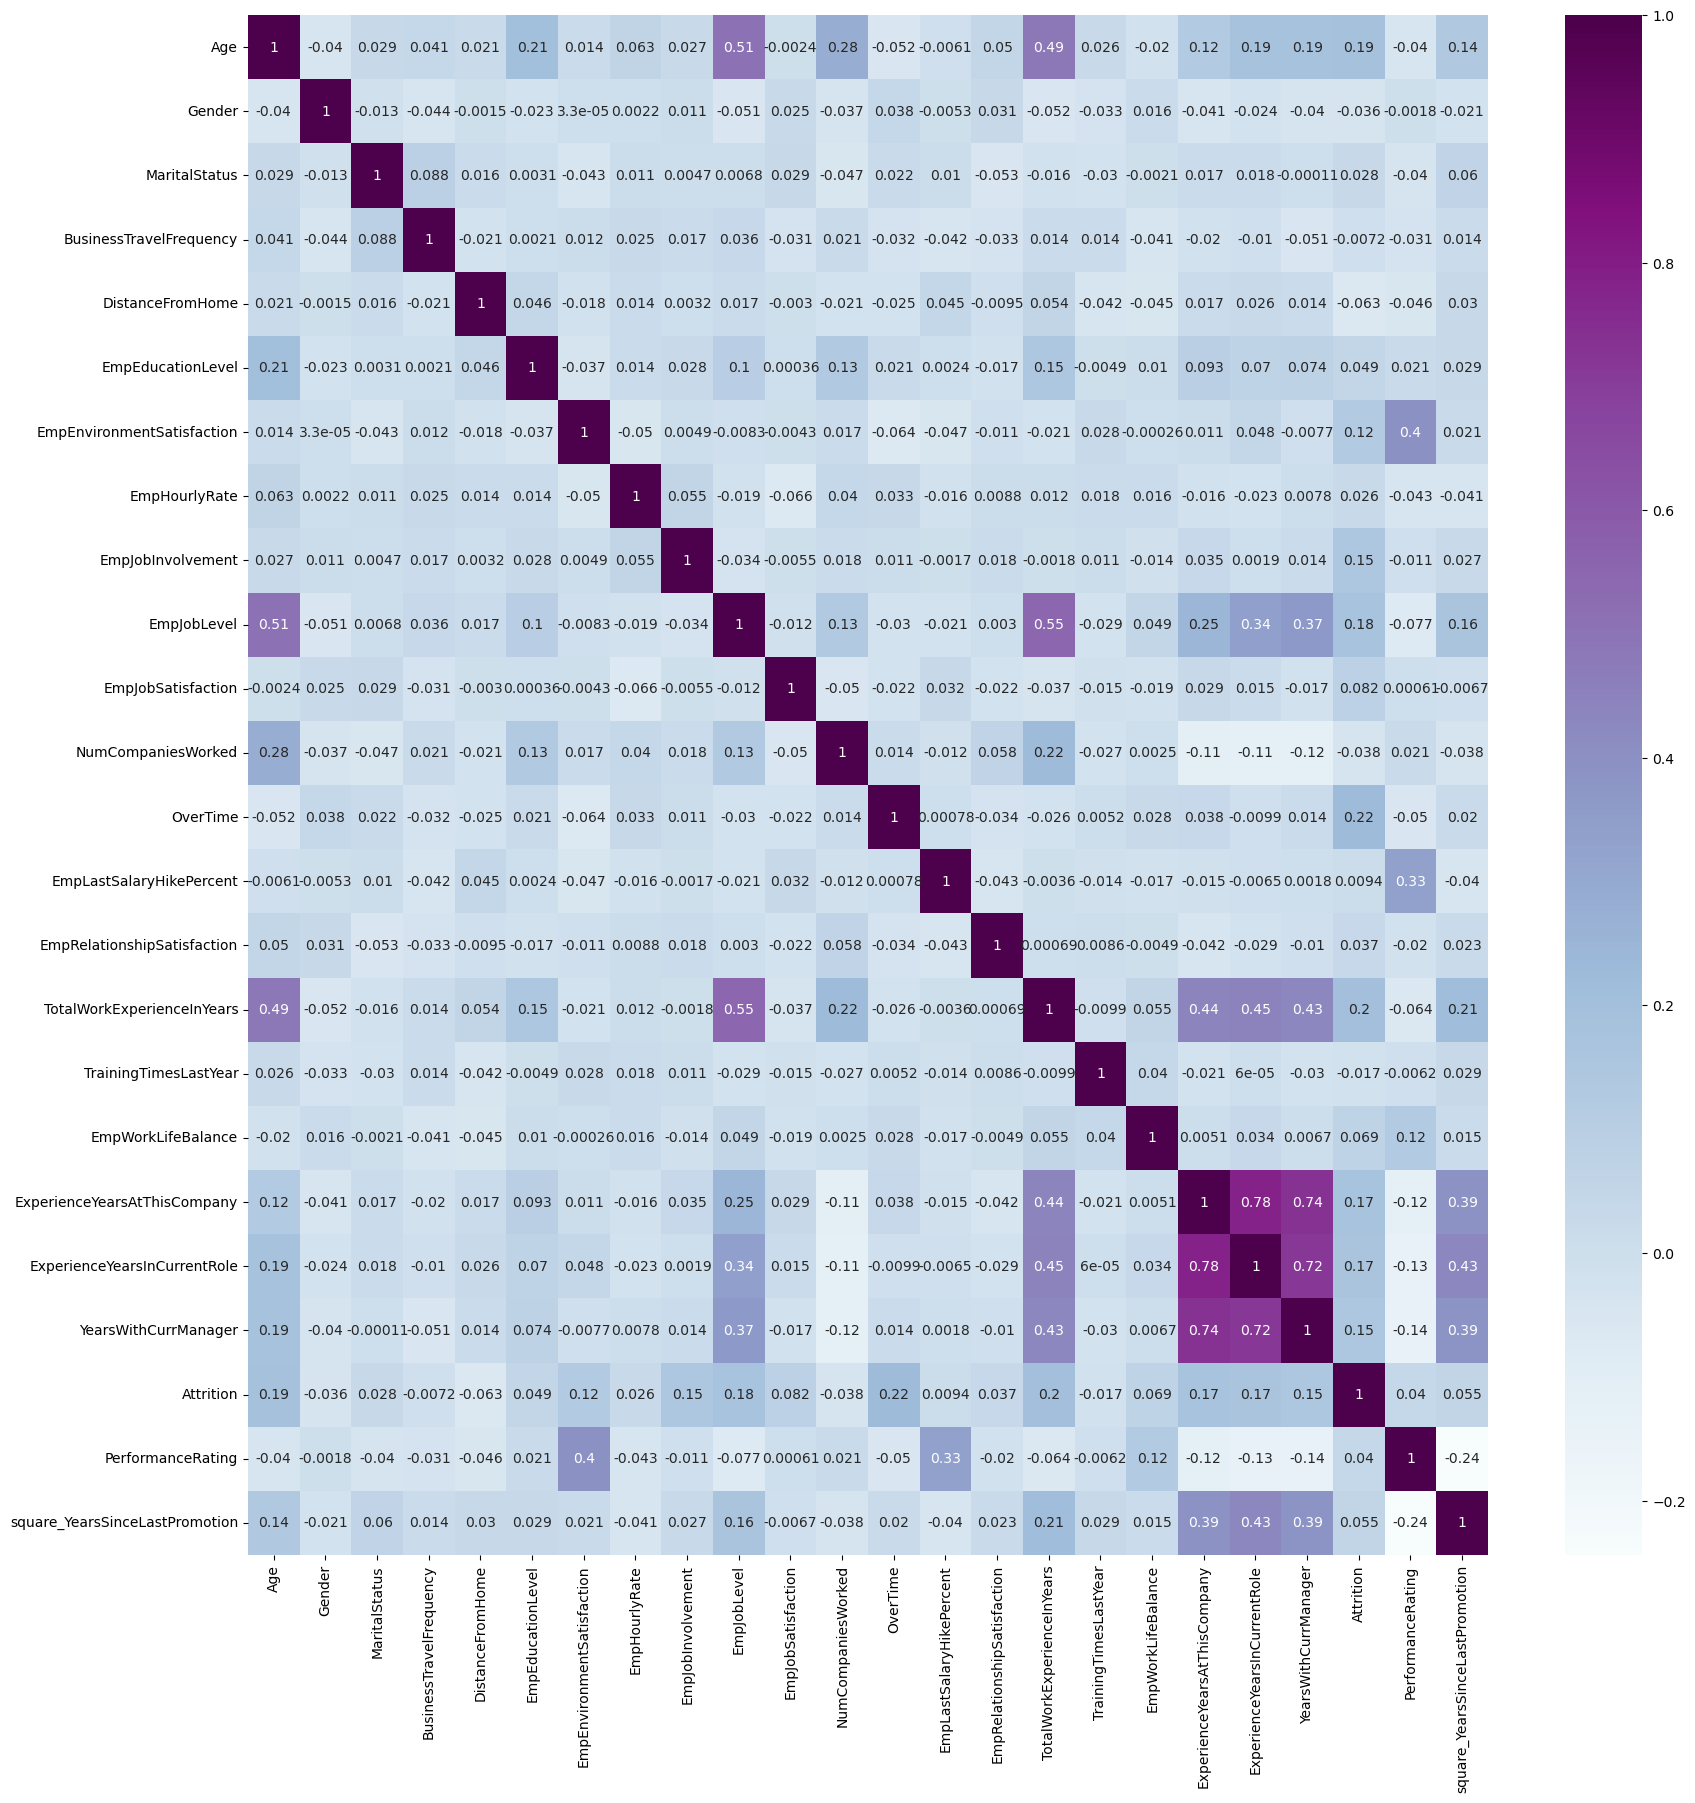 Age 1 -0.04 0.029 0.041 0.021 0.21 0.014 0.063 0.027 0.51 -0.0024 0.28 -0.052 -0.0061 0.05 0.49 0.026 -0.02 0.12 0.19 0.19 0.19 -0.04 0.14
Gender -0.04 1 -0.013 -0.044 -0.0015 -0.023 3.3e-05 0.0022 0.011 -0.051 0.025 -0.037 0.038 -0.0053 0.031 -0.052 -0.033 0.016 -0.041 -0.024 -0.04 -0.036 -0.0018 -0.021
MaritalStatus 0.029 -0.013 1 0.088 0.016 0.0031 -0.043 0.011 0.0047 0.0068 0.029 -0.047 0.022 0.01 -0.053 -0.016 -0.03 -0.0021 0.017 0.018 -0.00011 0.028 -0.04 0.06
BusinessTravelFrequency 0.041 -0.044 0.088 1 -0.021 0.0021 0.012 0.025 0.017 0.036 -0.031 0.021 -0.032 -0.042 -0.033 0.014 0.014 -0.041 -0.02 -0.01 -0.051 -0.0072 -0.031 0.014
DistanceFromHome 0.021 -0.0015 0.016 -0.021 1 0.046 -0.018 0.014 0.0032 0.017 -0.003 -0.021 -0.025 0.045 -0.0095 0.054 -0.042 -0.045 0.017 0.026 0.014 -0.063 -0.046 0.03
EmpEducationLevel 0.21 -0.023 0.0031 0.0021 0.046 1 -0.037 0.014 0.028 0.1 0.00036 0.13 0.021 0.0024 -0.017 0.15 -0.0049 0.01 0.093 0.07 0.074 0.049 0.021 0.029
EmpEnvironmentSatisfaction 0.014 3.3e-05 -0.043 0.012 -0.018 -0.037 1 -0.05 0.0049 -0.0083 -0.0043 0.017 -0.064 -0.047 -0.011 -0.021 0.028 -0.00026 0.011 0.048 -0.0077 0.12 0.4 0.021
EmpHourlyRate 0.063 0.0022 0.011 0.025 0.014 0.014 -0.05 1 0.055 -0.019 -0.066 0.04 0.033 -0.016 0.0088 0.012 0.018 0.016 -0.016 -0.023 0.0078 0.026 -0.043 -0.041
EmpJobInvolvement 0.027 0.011 0.0047 0.017 0.0032 0.028 0.0049 0.055 1 -0.034 -0.0055 0.018 0.011 -0.0017 0.018 -0.0018 0.011 -0.014 0.035 0.0019 0.014 0.15 -0.011 0.027
EmpJobLevel 0.51 -0.051 0.0068 0.036 0.017 0.1 -0.0083 -0.019 -0.034 1 -0.012 0.13 -0.03 -0.021 0.003 0.55 -0.029 0.049 0.25 0.34 0.37 0.18 -0.077 0.16
EmpJobSatisfaction -0.0024 0.025 0.029 -0.031 -0.003 0.00036 -0.0043 -0.066 -0.0055 -0.012 1 -0.05 -0.022 0.032 -0.022 -0.037 -0.015 -0.019 0.029 0.015 -0.017 0.082 0.00061 -0.0067
NumCompaniesWorked 0.28 -0.037 -0.047 0.021 -0.021 0.13 0.017 0.04 0.018 0.13 -0.05 1 0.014 -0.012 0.058 0.22 -0.027 0.0025 -0.11 -0.11 -0.12 -0.038 0.021 -0.038
OverTime -0.052 0.038 0.022 -0.032 -0.025 0.021 -0.064 0.033 0.011 -0.03 -0.022 0.014 1 0.00078 -0.034 -0.026 0.0052 0.028 0.038 -0.0099 0.014 0.22 -0.05 0.02
EmpLastSalaryHikePercent -0.0061 -0.0053 0.01 -0.042 0.045 0.0024 -0.047 -0.016 -0.0017 -0.021 0.032 -0.012 0.00078 1 -0.043 -0.0036 -0.014 -0.017 -0.015 -0.0065 0.0018 0.0094 0.33 -0.04
EmpRelationshipSatisfaction 0.05 0.031 -0.053 -0.033 -0.0095 -0.017 -0.011 0.0088 0.018 0.003 -0.022 0.058 -0.034 -0.043 1 0.00069 0.0086 -0.0049 -0.042 -0.029 -0.01 0.037 -0.02 0.023
TotalWorkExperienceInYears 0.49 -0.052 -0.016 0.014 0.054 0.15 -0.021 0.012 -0.0018 0.55 -0.037 0.22 -0.026 -0.0036 0.00069 1 -0.0099 0.055 0.44 0.45 0.43 0.2 -0.064 0.21
TrainingTimesLastYear 0.026 -0.033 -0.03 0.014 -0.042 -0.0049 0.028 0.018 0.011 -0.029 -0.015 -0.027 0.0052 -0.014 0.0086 -0.0099 1 0.04 -0.021 6e-05 -0.03 -0.017 -0.0062 0.029
EmpWorkLifeBalance -0.02 0.016 -0.0021 -0.041 -0.045 0.01 -0.00026 0.016 -0.014 0.049 -0.019 0.0025 0.028 -0.017 -0.0049 0.055 0.04 1 0.0051 0.034 0.0067 0.069 0.12 0.015
ExperienceYearsAtThisCompany 0.12 -0.041 0.017 -0.02 0.017 0.093 0.011 -0.016 0.035 0.25 0.029 -0.11 0.038 -0.015 -0.042 0.44 -0.021 0.0051 1 0.78 0.74 0.17 -0.12 0.39
ExperienceYearsInCurrentRole 0.19 -0.024 0.018 -0.01 0.026 0.07 0.048 -0.023 0.0019 0.34 0.015 -0.11 -0.0099 -0.0065 -0.029 0.45 6e-05 0.034 0.78 1 0.72 0.17 -0.13 0.43
YearsWithCurrManager 0.19 -0.04 -0.00011 -0.051 0.014 0.074 -0.0077 0.0078 0.014 0.37 -0.017 -0.12 0.014 0.0018 -0.01 0.43 -0.03 0.0067 0.74 0.72 1 0.15 -0.14 0.39
Attrition 0.19 -0.036 0.028 -0.0072 -0.063 0.049 0.12 0.026 0.15 0.18 0.082 -0.038 0.22 0.0094 0.037 0.2 -0.017 0.069 0.17 0.17 0.15 1 0.04 0.055
PerformanceRating -0.04 -0.0018 -0.04 -0.031 -0.046 0.021 0.4 -0.043 -0.011 -0.077 0.00061 0.021 -0.05 0.33 -0.02 -0.064 -0.0062 0.12 -0.12 -0.13 -0.14 0.04 1 -0.24
square_YearsSinceLastPromotion 0.14 -0.021 0.06 0.014 0.03 0.029 0.021 -0.041 0.027 0.16 -0.0067 -0.038 0.02 -0.04 0.023 0.21 0.029 0.015 0.39 0.43 0.39 0.055 -0.24 1
Age
Gender
MaritalStatus
BusinessTravelFrequency
DistanceFromHome
EmpEducationLevel
EmpEnvironmentSatisfaction
EmpHourlyRate
EmpJobInvolvement
EmpJobLevel
EmpJobSatisfaction
NumCompaniesWorked
OverTime
EmpLastSalaryHikePercent
EmpRelationshipSatisfaction
TotalWorkExperienceInYears
TrainingTimesLastYear
EmpWorkLifeBalance
ExperienceYearsAtThisCompany
ExperienceYearsInCurrentRole
YearsWithCurrManager
Attrition
PerformanceRating
square_YearsSinceLastPromotion
1.0
0.8
0.6
0.4
0.2
0.0
−0.2